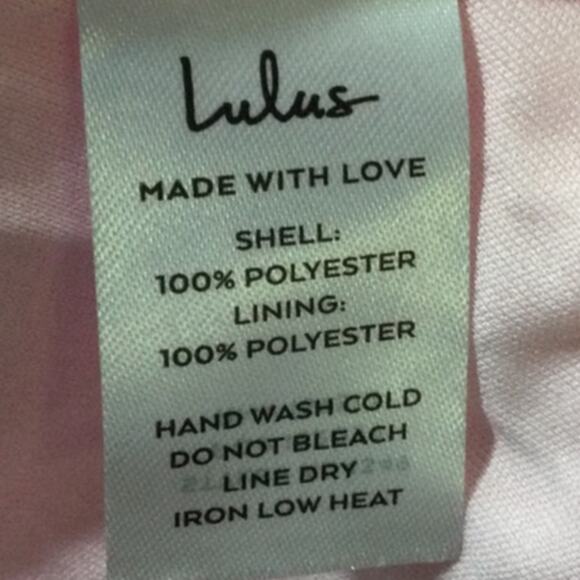 Lulus
MADE WITH LOVE
SHELL:
100% POLYESTER
LINING:
100% POLYESTER
HAND WASH COLD
DO NOT BLEACH
LINE DRY
IRON LOW HEAT